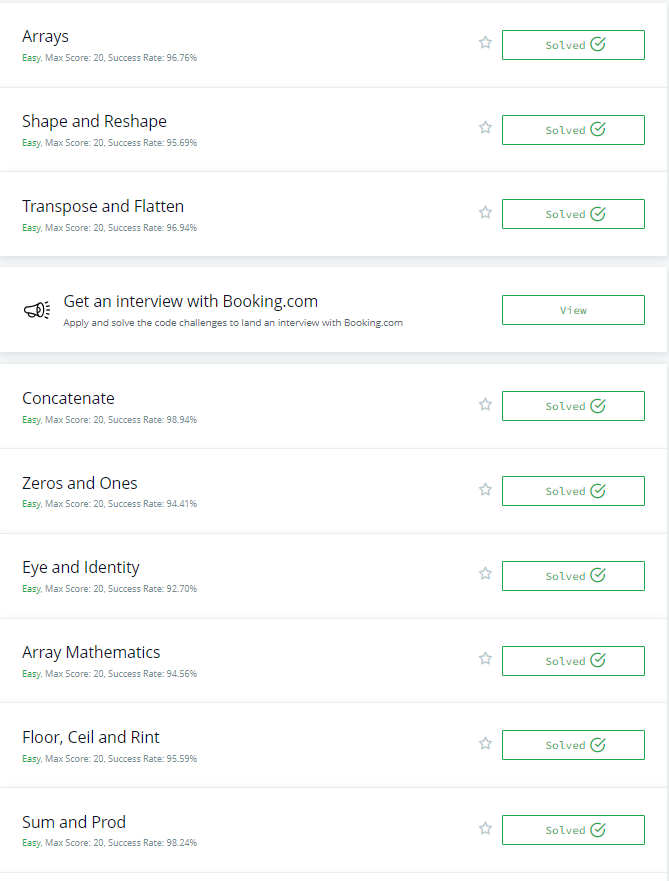 Arrays
Easy, Max Score: 20, Success Rate: 96.76%
Solved
Shape and Reshape
Easy, Max Score: 20, Success Rate: 95.69%
Solved
Transpose and Flatten
Easy, Max Score: 20, Success Rate: 96.94%
Solved
Get an interview with Booking.com
Apply and solve the code challenges to land an interview with Booking.com
View
Concatenate
Easy, Max Score: 20, Success Rate: 98.94%
Solved
Zeros and Ones
Easy, Max Score: 20, Success Rate: 94.41%
Solved
Eye and Identity
Easy, Max Score: 20, Success Rate: 92.70%
Solved
Array Mathematics
Easy, Max Score: 20, Success Rate: 94.56%
Solved
Floor, Ceil and Rint
Easy, Max Score: 20, Success Rate: 95.59%
Solved
Sum and Prod
Easy, Max Score: 20, Success Rate: 98.24%
Solved